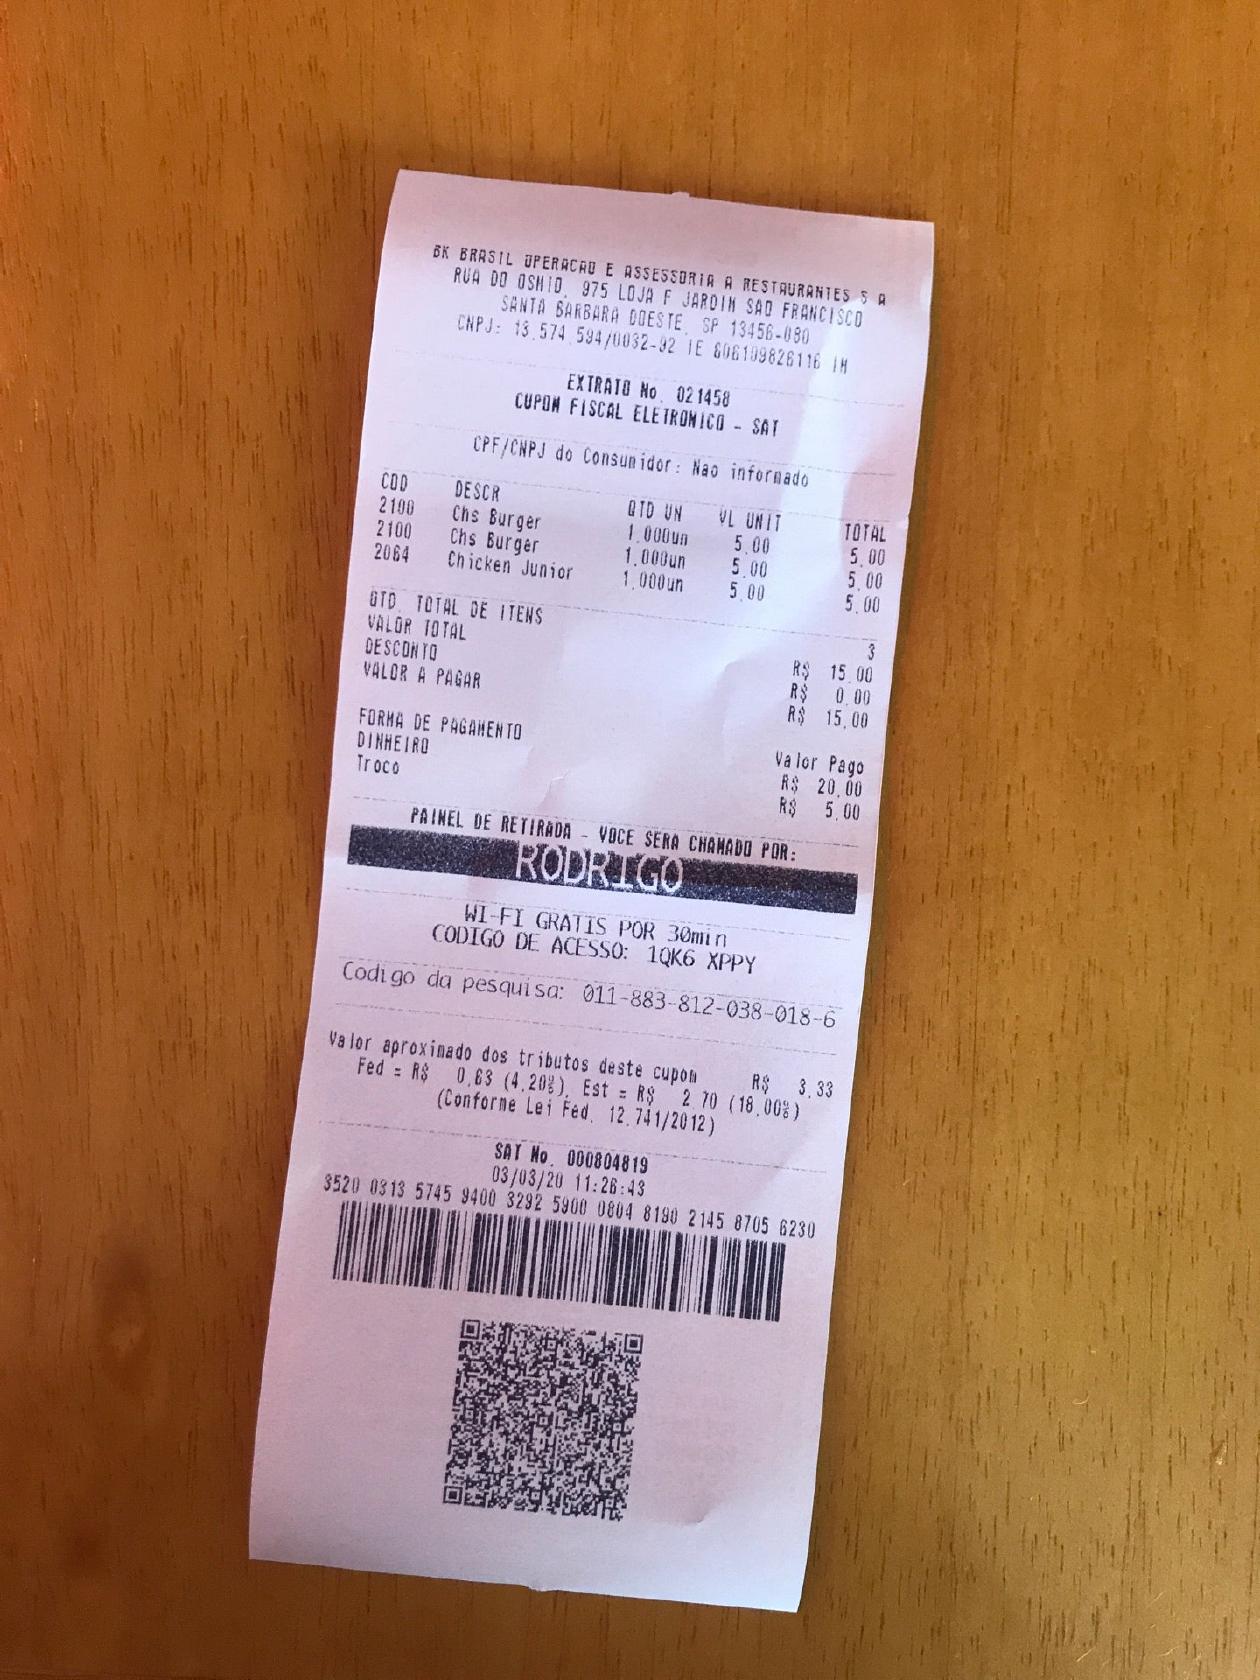 BK BRASIL OPERACAO E ASSESSORIA A RESTAURANTES S A
RUA DO OSMIO, 975 LOJA F JARDIM SAO FRANCISCO
SANTA BARBARA DOESTE, SP 13456-080
CNPJ: 13.574.594/0032-92 IE 606109826116 IM
EXTRATO No. 021458
CUPOM FISCAL ELETRONICO - SAT
CPF/CNPJ do Consumidor: Nao informado
COD DESCR QTD UN VL UNIT TOTAL
2100 Chs Burger 1.000un 5.00 5.00
2100 Chs Burger 1.000un 5.00 5.00
2064 Chicken Junior 1.000un 5.00 5.00
QTD. TOTAL DE ITENS 3
VALOR TOTAL R$ 15.00
DESCONTO R$ 0.00
VALOR A PAGAR R$ 15.00
FORMA DE PAGAMENTO Valor Pago
DINHEIRO R$ 20.00
Troco R$ 5.00
PAINEL DE RETIRADA - VOCE SERA CHAMADO POR:
RODRIGO
WI-FI GRATIS POR 30min
CODIGO DE ACESSO: 1QK6 XPPY
Codigo da pesquisa: 011-883-812-038-018-6
Valor aproximado dos tributos deste cupom R$ 3.33
Fed = R$ 0.63 (4.20%), Est = R$ 2.70 (18.00%)
(Conforme Lei Fed. 12.741/2012)
SAT No. 000804819
03/03/20 11:26:43
3520 0313 5745 9400 3292 5900 0804 8190 2145 8705 6230